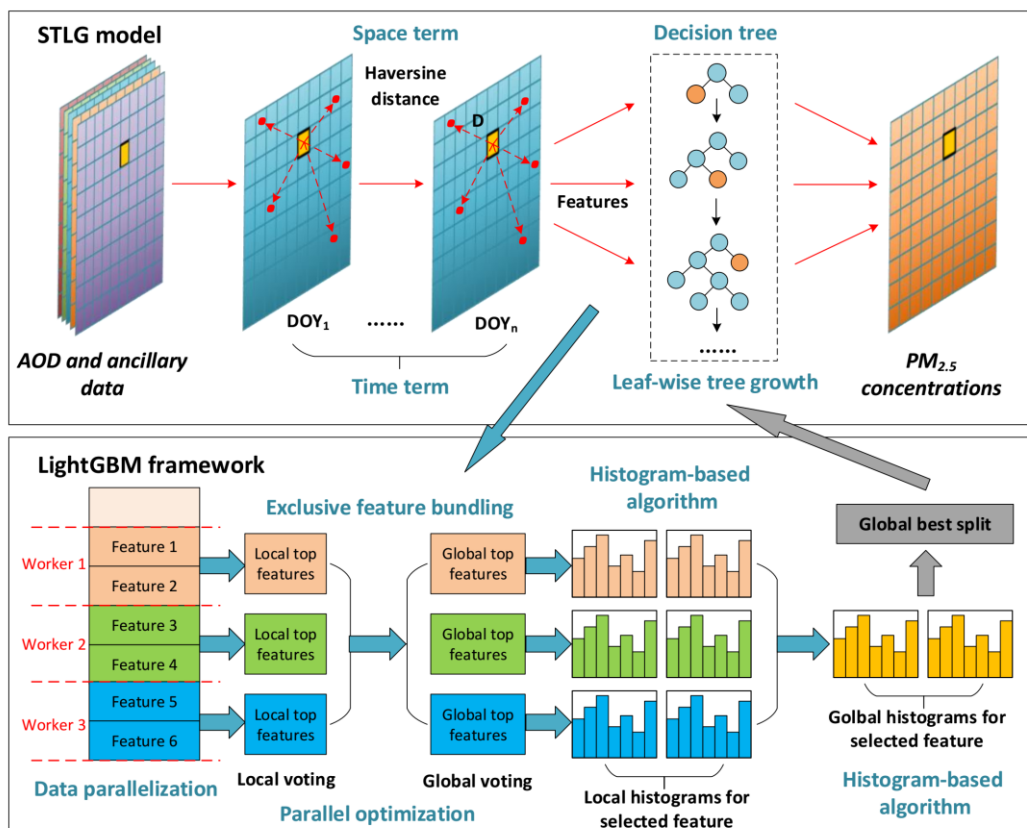 STLG model
Space term
Decision tree
Haversine
distance
D
Features
DOY1
......
DOYn
......
AOD and ancillary
data
Time term
Leaf-wise tree growth
PM2.5
concentrations
LightGBM framework
Exclusive feature bundling
Histogram-based
algorithm
Global best split
Worker 1
Feature 1
Feature 2
Local top
features
Global top
features
Worker 2
Feature 3
Feature 4
Local top
features
Global top
features
Worker 3
Feature 5
Feature 6
Local top
features
Global top
features
Golbal histograms for
selected feature
Local voting
Global voting
Data parallelization
Parallel optimization
Local histograms for
selected feature
Histogram-based
algorithm